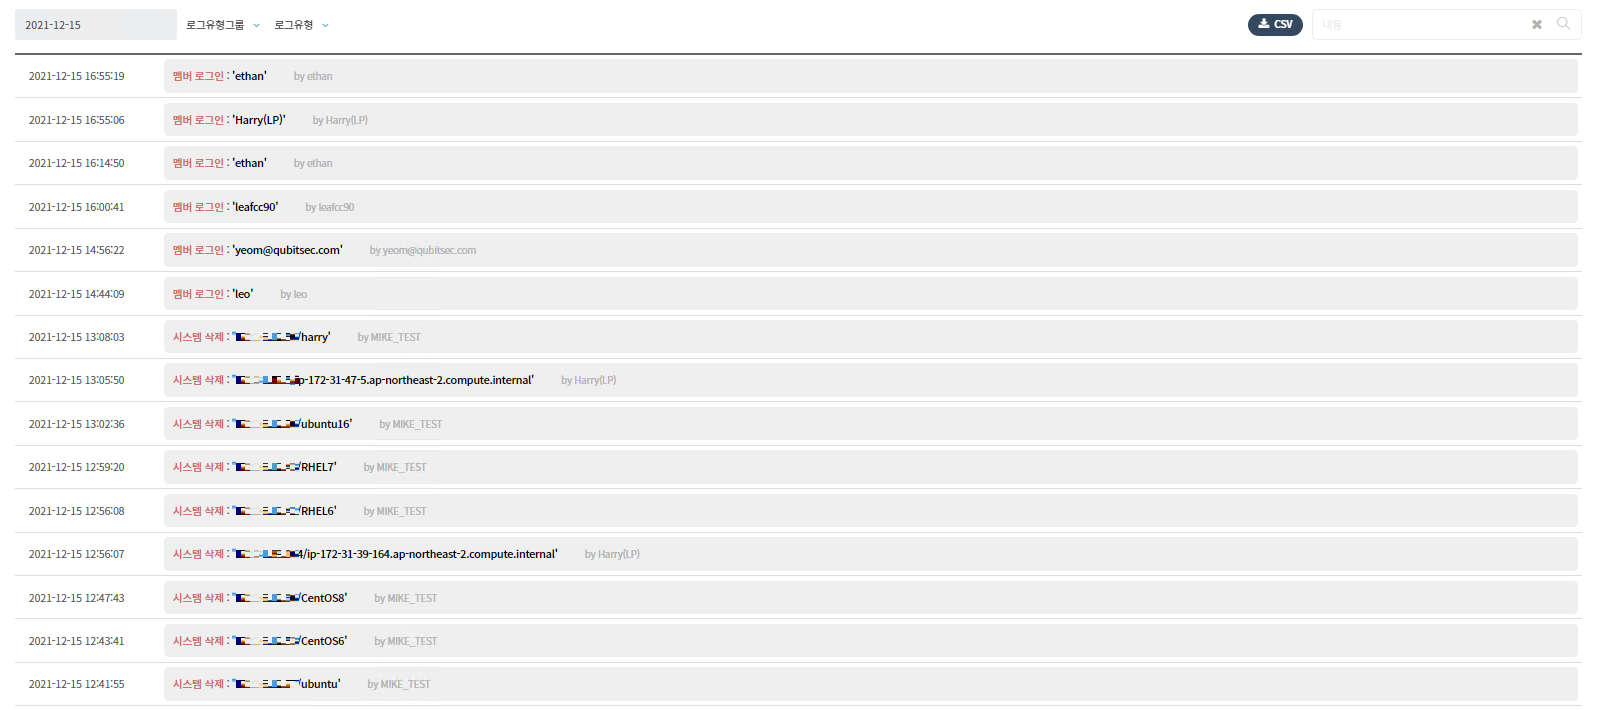 2021-12-15 로그유형그룹 로그유형 CSV 내용
2021-12-15 16:55:19 멤버 로그인 : 'ethan' by ethan
2021-12-15 16:55:06 멤버 로그인 : 'Harry(LP)' by Harry(LP)
2021-12-15 16:14:50 멤버 로그인 : 'ethan' by ethan
2021-12-15 16:00:41 멤버 로그인 : 'leafcc90' by leafcc90
2021-12-15 14:56:22 멤버 로그인 : 'yeom@qubitsec.com' by yeom@qubitsec.com
2021-12-15 14:44:09 멤버 로그인 : 'leo' by leo
2021-12-15 13:08:03 시스템 삭제 : '/harry' by MIKE_TEST
2021-12-15 13:05:50 시스템 삭제 : 'ip-172-31-47-5.ap-northeast-2.compute.internal' by Harry(LP)
2021-12-15 13:02:36 시스템 삭제 : '/ubuntu16' by MIKE_TEST
2021-12-15 12:59:20 시스템 삭제 : '/RHEL7' by MIKE_TEST
2021-12-15 12:56:08 시스템 삭제 : '/RHEL6' by MIKE_TEST
2021-12-15 12:56:07 시스템 삭제 : '4/ip-172-31-39-164.ap-northeast-2.compute.internal' by Harry(LP)
2021-12-15 12:47:43 시스템 삭제 : '/CentOS8' by MIKE_TEST
2021-12-15 12:43:41 시스템 삭제 : '/CentOS6' by MIKE_TEST
2021-12-15 12:41:55 시스템 삭제 : '/ubuntu' by MIKE_TEST